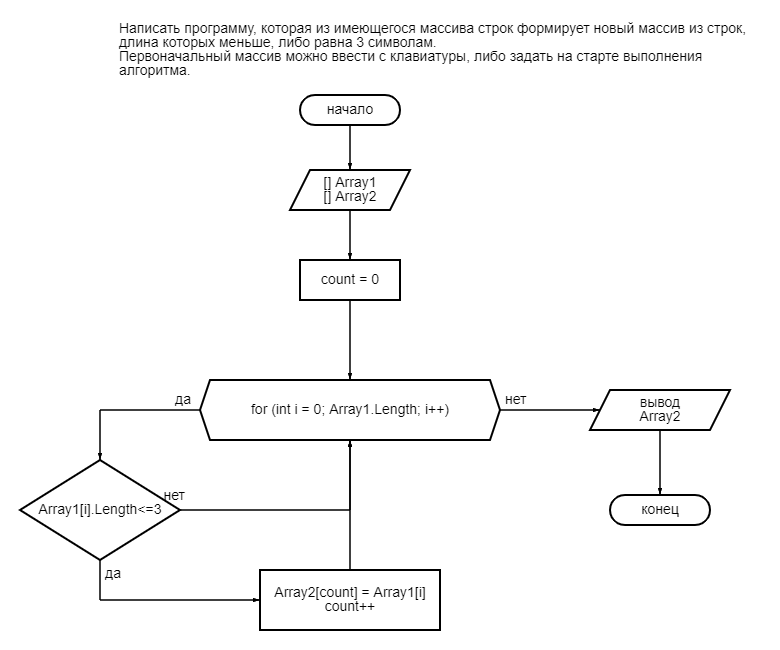 Написать программу, которая из имеющегося массива строк формирует новый массив из строк,
длина которых меньше, либо равна 3 символам.
Первоначальный массив можно ввести с клавиатуры, либо задать на старте выполнения
алгоритма.
начало
[] Array1
[] Array2
count = 0
да
for (int i = 0; Array1.Length; i++)
нет
вывод
Array2
Array1[i].Length<=3
нет
конец
да
Array2[count] = Array1[i]
count++